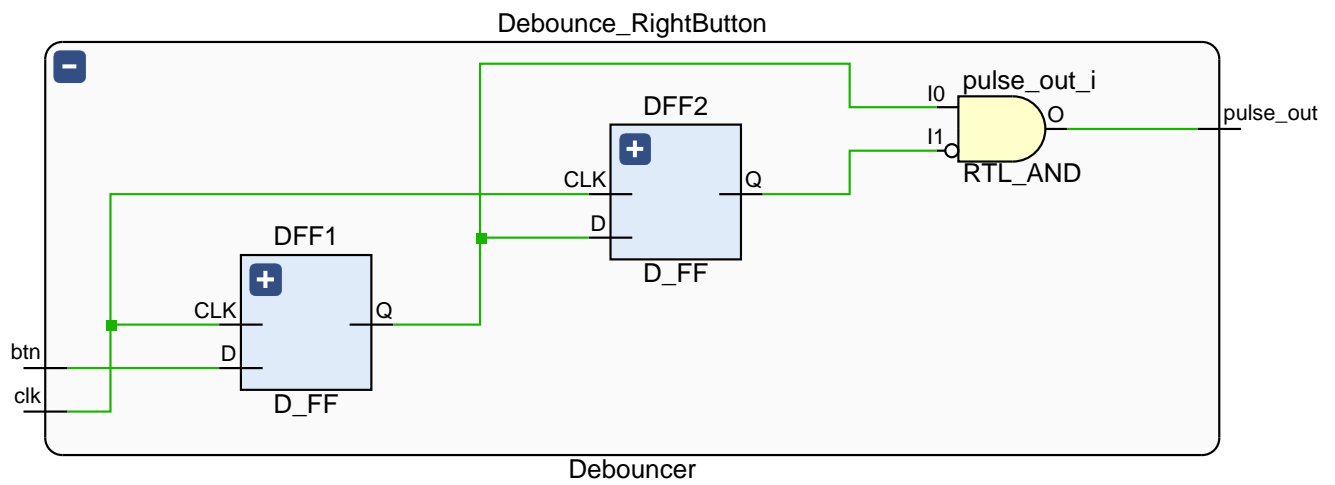 Debounce_RightButton
pulse_out_i
I0
O
pulse_out
I1
RTL_AND
DFF2
CLK
Q
D
D_FF
DFF1
CLK
Q
D
D_FF
btn
clk
Debouncer